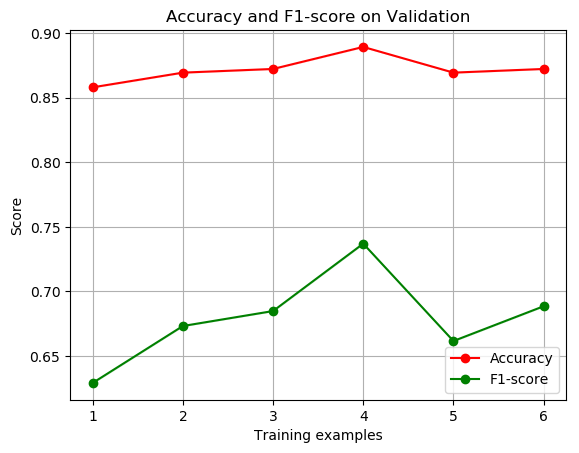 Accuracy and F1-score on Validation
0.90
0.85
0.80
0.75
0.70
0.65
Score
1 2 3 4 5 6
Training examples
Accuracy
F1-score